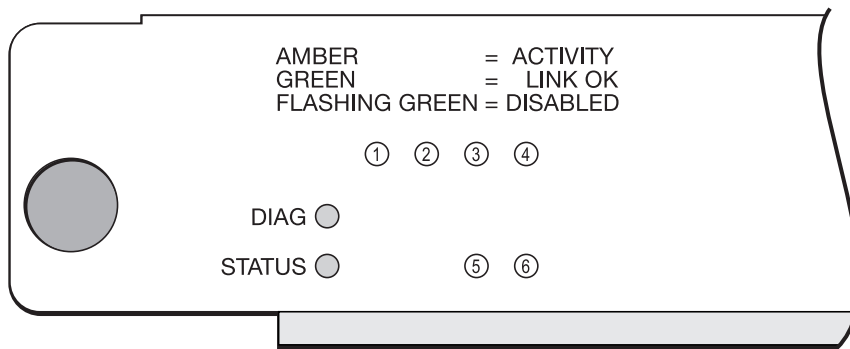 AMBER = ACTIVITY
GREEN = LINK OK
FLASHING GREEN = DISABLED
① ② ③ ④
DIAG
STATUS ⑤ ⑥